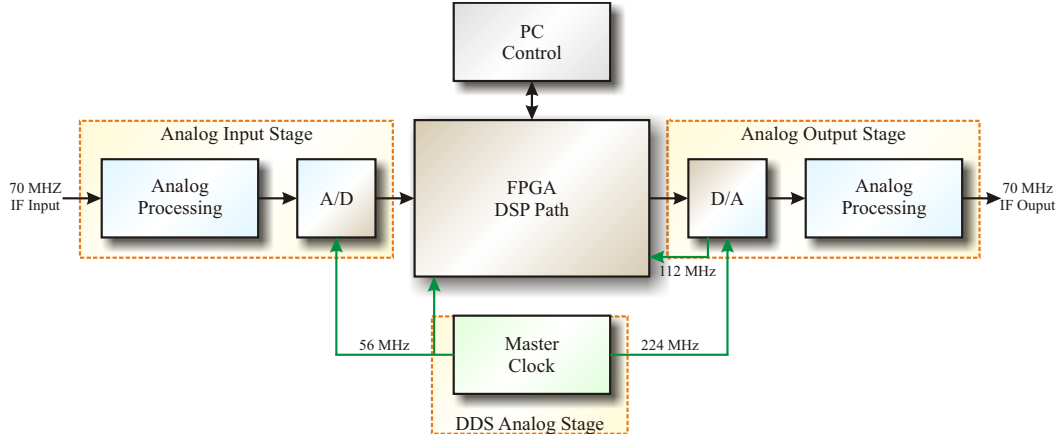 PC
Control
Analog Input Stage
Analog Output Stage
70 MHZ
IF Input
Analog
Processing
A/D
FPGA
DSP Path
D/A
Analog
Processing
70 MHz
IF Ouput
112 MHz
56 MHz
Master
Clock
224 MHz
DDS Analog Stage